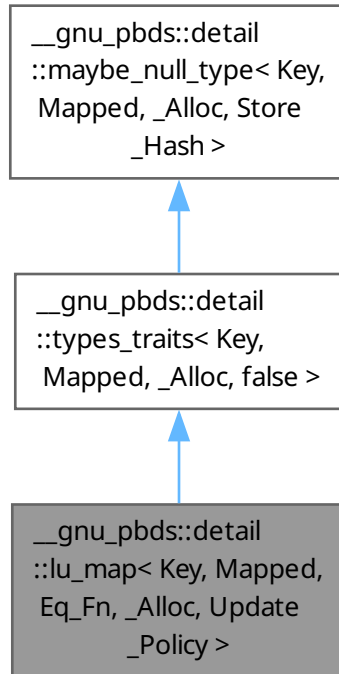 __gnu_pbds::detail
::maybe_null_type< Key,
Mapped, _Alloc, Store
_Hash >
__gnu_pbds::detail
::types_traits< Key,
Mapped, _Alloc, false >
__gnu_pbds::detail
::lu_map< Key, Mapped,
Eq_Fn, _Alloc, Update
_Policy >